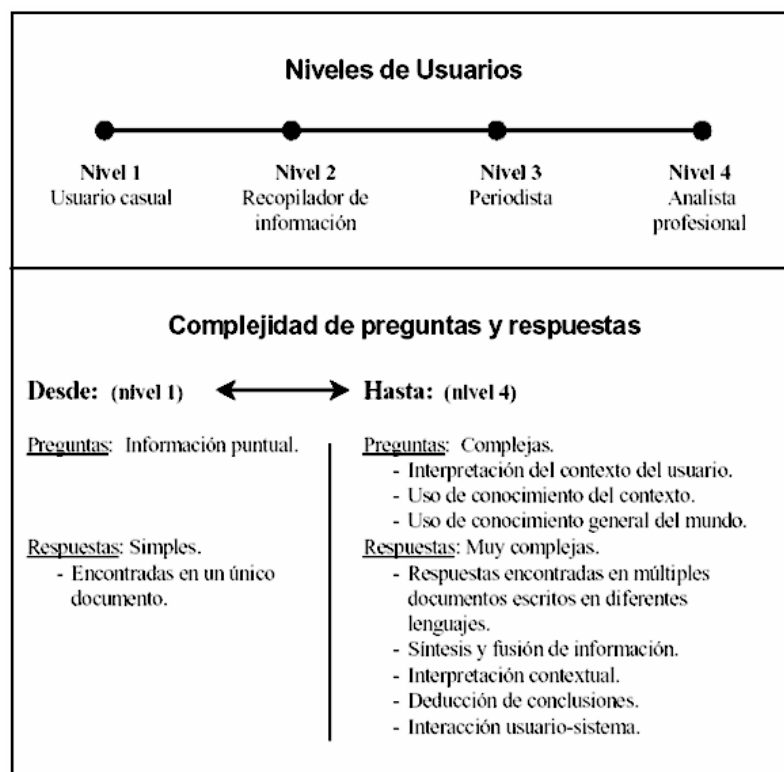 Niveles de Usuarios
Nivel 1
Usuario casual
Nivel 2
Recopilador de
información
Nivel 3
Periodista
Nivel 4
Analista
profesional
Complejidad de preguntas y respuestas
Desde: (nivel 1)
Hasta: (nivel 4)
Preguntas: Información puntual.
Respuestas: Simples.
- Encontradas en un único
documento.
Preguntas: Complejas.
- Interpretación del contexto del usuario.
- Uso de conocimiento del contexto.
- Uso de conocimiento general del mundo.
Respuestas: Muy complejas.
- Respuestas encontradas en múltiples
documentos escritos en diferentes
lenguajes.
- Síntesis y fusión de información.
- Interpretación contextual.
- Deducción de conclusiones.
- Interacción usuario-sistema.